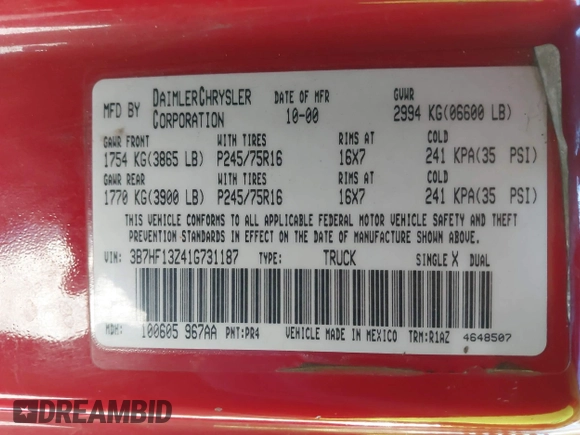 MFD BY DAIMLERCHRYSLER CORPORATION DATE OF MFR 10-00 GVWR 2994 KG(06600 LB)
GAWR FRONT WITH TIRES RIMS AT COLD
1754 KG(3865 LB) P245/75R16 16X7 241 KPA(35 PSI)
GAWR REAR WITH TIRES RIMS AT COLD
1770 KG(3900 LB) P245/75R16 16X7 241 KPA(35 PSI)
THIS VEHICLE CONFORMS TO ALL APPLICABLE FEDERAL MOTOR VEHICLE SAFETY AND THEFT
PREVENTION STANDARDS IN EFFECT ON THE DATE OF MANUFACTURE SHOWN ABOVE.
VIN: 3B7HF13Z41G731187 TYPE: TRUCK SINGLE X DUAL
MDH: 100605 967AA PNT:PR4 VEHICLE MADE IN MEXICO TRM:R1AZ 4648507
DREAMBID